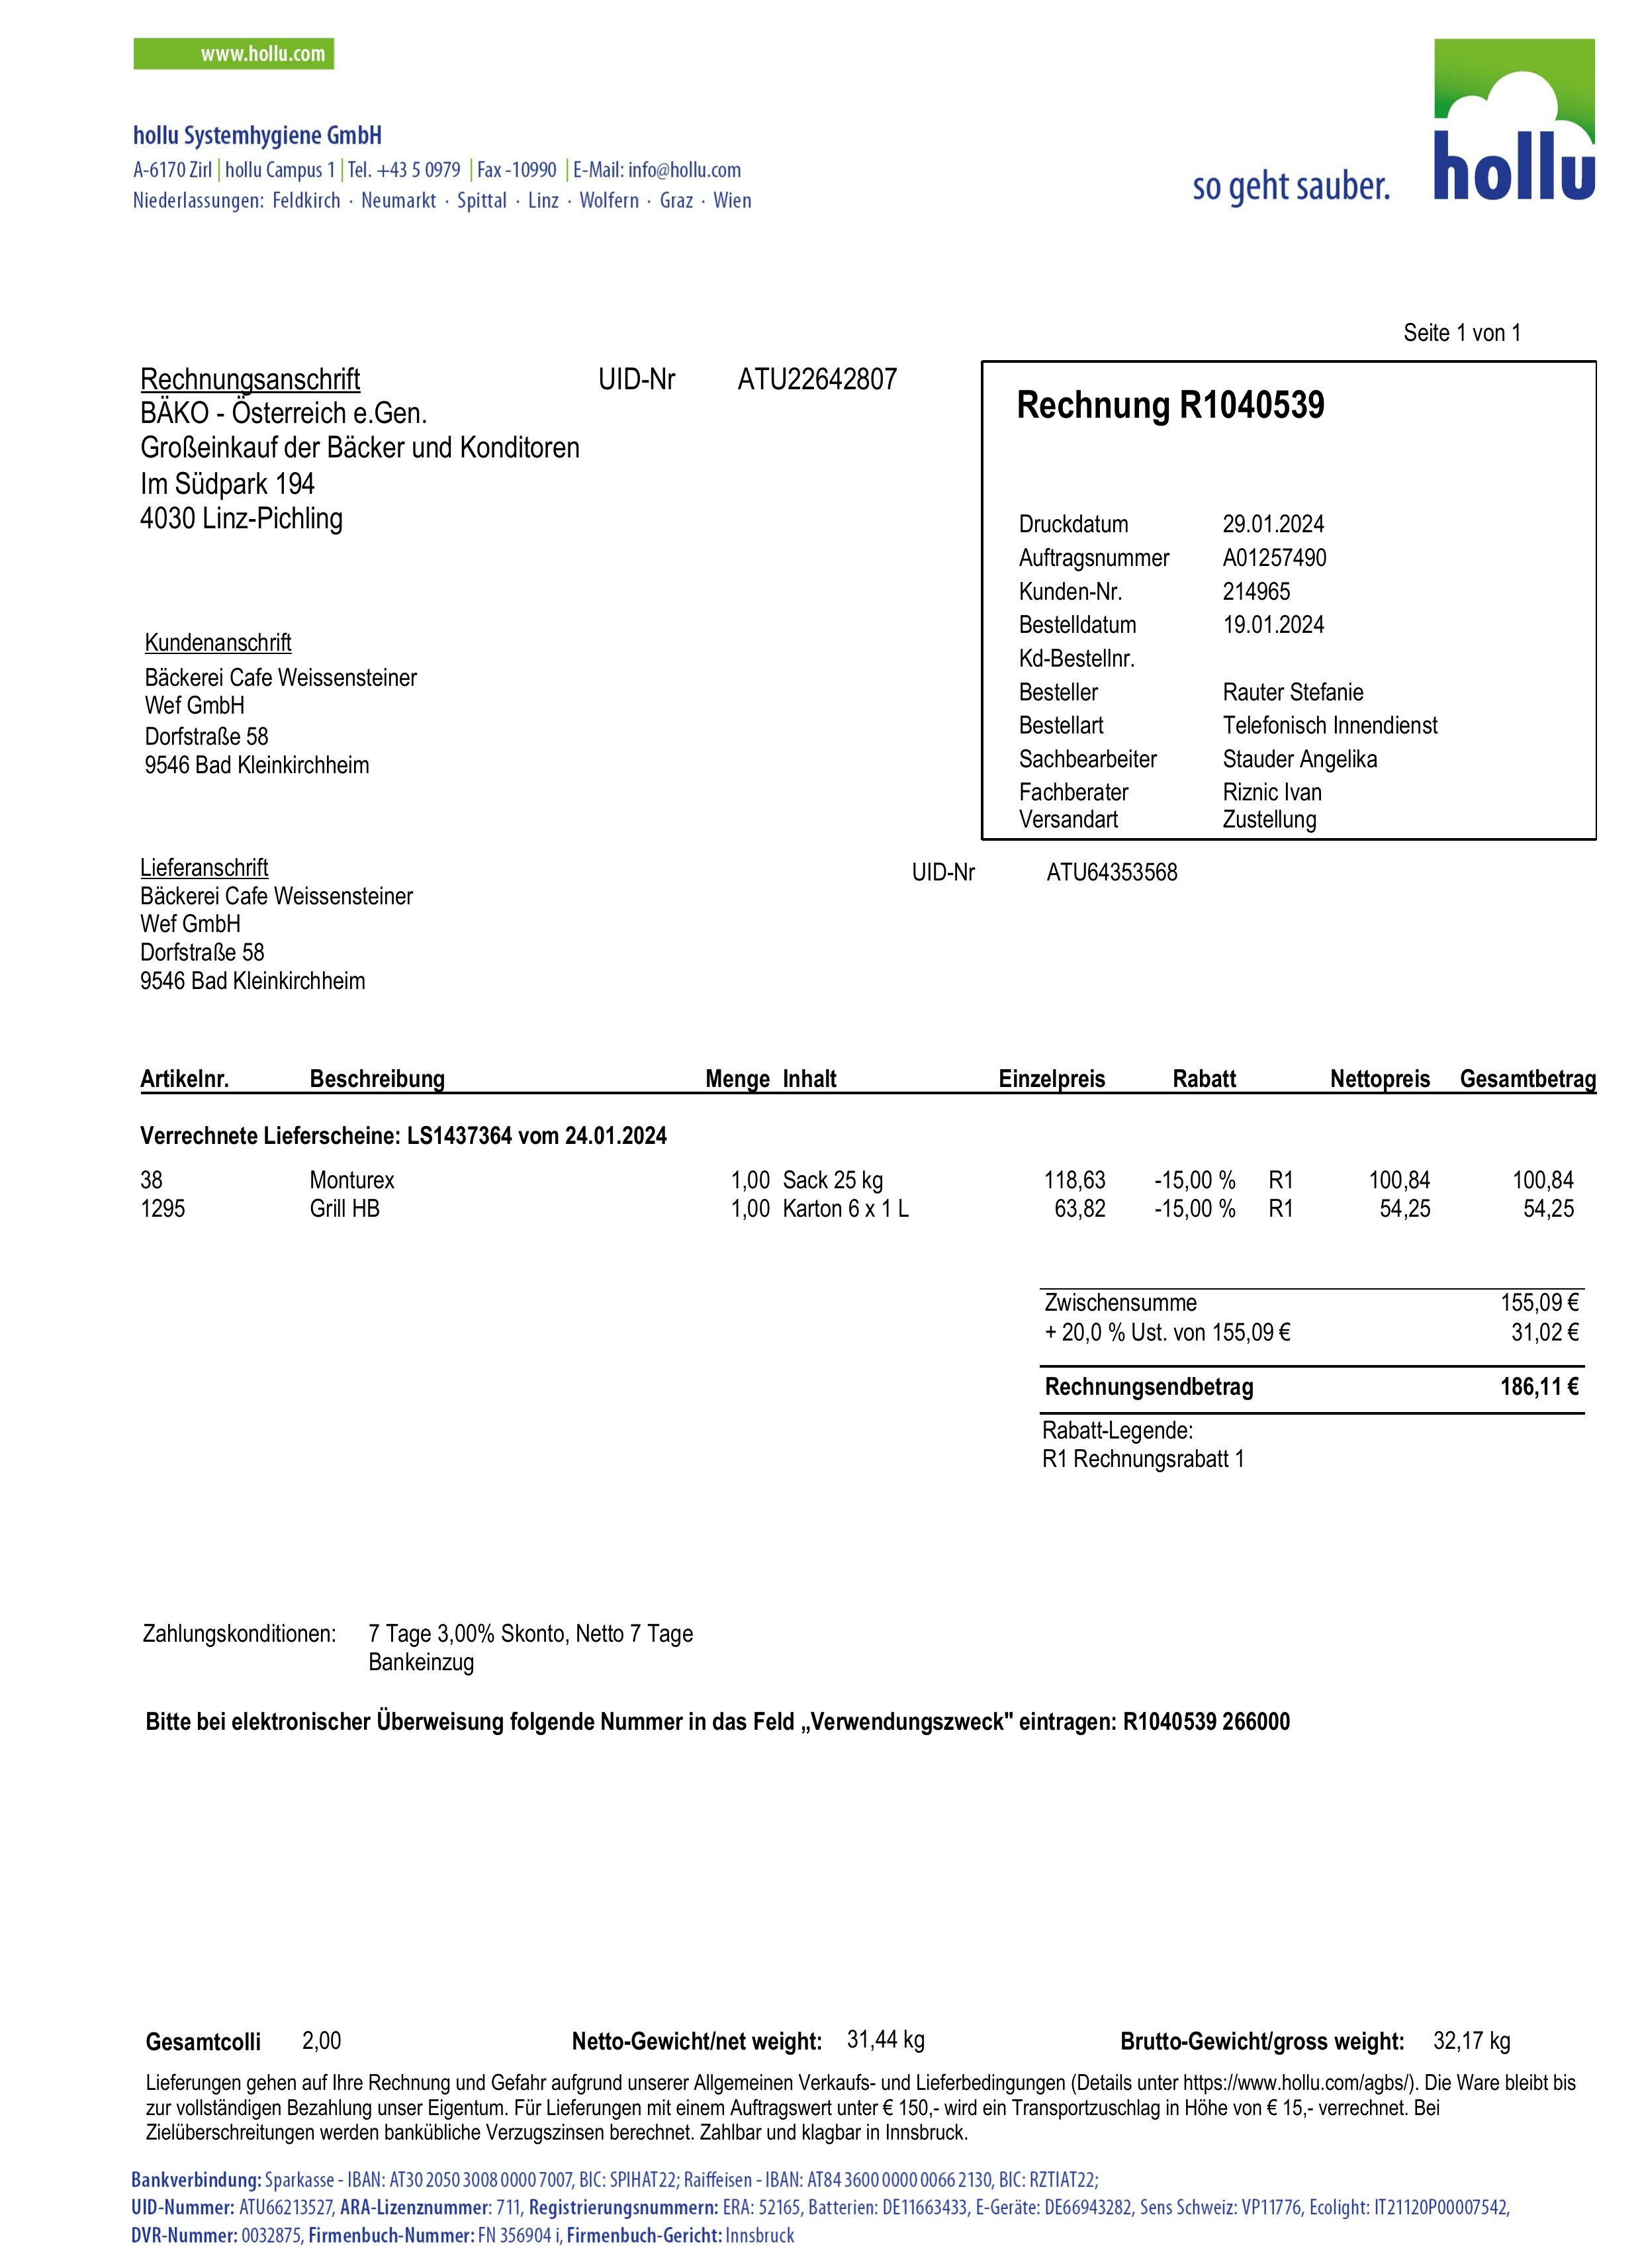 www.hollu.com
hollu Systemhygiene GmbH
A-6170 Zirl | hollu Campus 1 | Tel. +43 5 0979 | Fax -10990 | E-Mail: info@hollu.com
Niederlassungen: Feldkirch · Neumarkt · Spittal · Linz · Wolfern · Graz · Wien
so geht sauber.
hollu
Seite 1 von 1
Rechnungsanschrift UID-Nr ATU22642807
BÄKO - Österreich e.Gen.
Großeinkauf der Bäcker und Konditoren
Im Südpark 194
4030 Linz-Pichling
Rechnung R1040539
Druckdatum 29.01.2024
Auftragsnummer A01257490
Kunden-Nr. 214965
Bestelldatum 19.01.2024
Kd-Bestellnr.
Besteller Rauter Stefanie
Bestellart Telefonisch Innendienst
Sachbearbeiter Stauder Angelika
Fachberater Riznic Ivan
Versandart Zustellung
Kundenanschrift
Bäckerei Cafe Weissensteiner
Wef GmbH
Dorfstraße 58
9546 Bad Kleinkirchheim
Lieferanschrift UID-Nr ATU64353568
Bäckerei Cafe Weissensteiner
Wef GmbH
Dorfstraße 58
9546 Bad Kleinkirchheim
Artikelnr. Beschreibung Menge Inhalt Einzelpreis Rabatt Nettopreis Gesamtbetrag
Verrechnete Lieferscheine: LS1437364 vom 24.01.2024
38 Monturex 1,00 Sack 25 kg 118,63 -15,00 % R1 100,84 100,84
1295 Grill HB 1,00 Karton 6 x 1 L 63,82 -15,00 % R1 54,25 54,25
Zwischensumme 155,09 €
+ 20,0 % Ust. von 155,09 € 31,02 €
Rechnungsendbetrag 186,11 €
Rabatt-Legende:
R1 Rechnungsrabatt 1
Zahlungskonditionen: 7 Tage 3,00% Skonto, Netto 7 Tage
Bankeinzug
Bitte bei elektronischer Überweisung folgende Nummer in das Feld „Verwendungszweck" eintragen: R1040539 266000
Gesamtcolli 2,00 Netto-Gewicht/net weight: 31,44 kg Brutto-Gewicht/gross weight: 32,17 kg
Lieferungen gehen auf Ihre Rechnung und Gefahr aufgrund unserer Allgemeinen Verkaufs- und Lieferbedingungen (Details unter https://www.hollu.com/agbs/). Die Ware bleibt bis
zur vollständigen Bezahlung unser Eigentum. Für Lieferungen mit einem Auftragswert unter € 150,- wird ein Transportzuschlag in Höhe von € 15,- verrechnet. Bei
Zielüberschreitungen werden bankübliche Verzugszinsen berechnet. Zahlbar und klagbar in Innsbruck.
Bankverbindung: Sparkasse - IBAN: AT30 2050 3008 0000 7007, BIC: SPIHAT22; Raiffeisen - IBAN: AT84 3600 0000 0066 2130, BIC: RZTIAT22;
UID-Nummer: ATU66213527, ARA-Lizenznummer: 711, Registrierungsnummern: ERA: 52165, Batterien: DE11663433, E-Geräte: DE66943282, Sens Schweiz: VP11776, Ecolight: IT21120P00007542,
DVR-Nummer: 0032875, Firmenbuch-Nummer: FN 356904 i, Firmenbuch-Gericht: Innsbruck